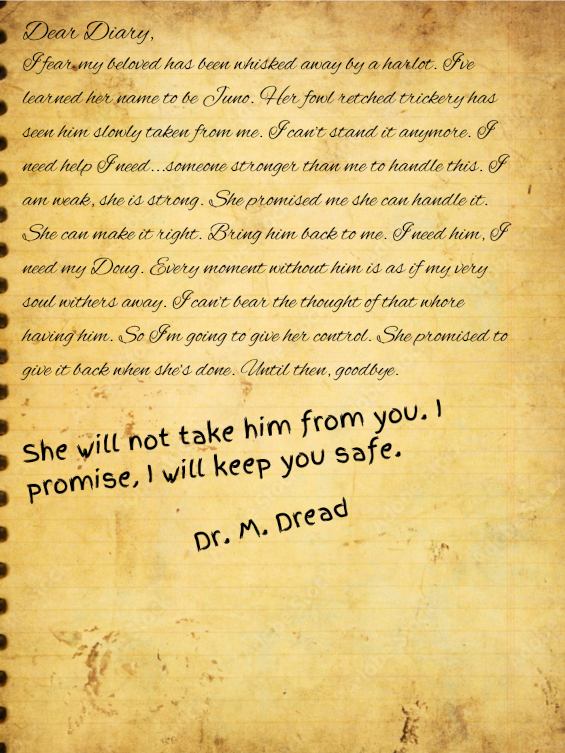 Dear Diary,
I fear my beloved has been whisked away by a harlot. I've
learned her name to be Juno. Her fowl retched trickery has
seen him slowly taken from me. I can't stand it anymore. I
need help I need...someone stronger than me to handle this. I
am weak, she is strong. She promised me she can handle it.
She can make it right. Bring him back to me. I need him, I
need my Doug. Every moment without him is as if my very
soul withers away. I can't bear the thought of that whore
having him. So I'm going to give her control. She promised to
give it back when she's done. Until then, goodbye.
She will not take him from you. I
promise, I will keep you safe.
Dr. M. Dread